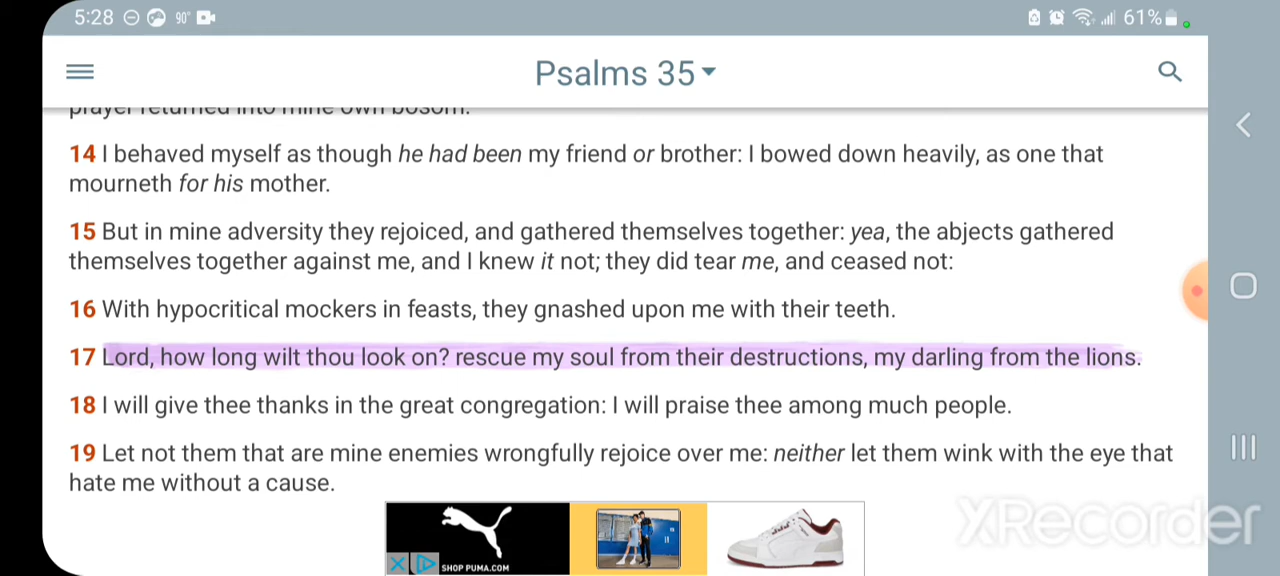 5:28 90° 61%
Psalms 35
prayer returned into mine own bosom.
14 I behaved myself as though he had been my friend or brother: I bowed down heavily, as one that
mourneth for his mother.
15 But in mine adversity they rejoiced, and gathered themselves together: yea, the abjects gathered
themselves together against me, and I knew it not; they did tear me, and ceased not:
16 With hypocritical mockers in feasts, they gnashed upon me with their teeth.
17 Lord, how long wilt thou look on? rescue my soul from their destructions, my darling from the lions.
18 I will give thee thanks in the great congregation: I will praise thee among much people.
19 Let not them that are mine enemies wrongfully rejoice over me: neither let them wink with the eye that
hate me without a cause.
XRecorder
SHOP PUMA.COM